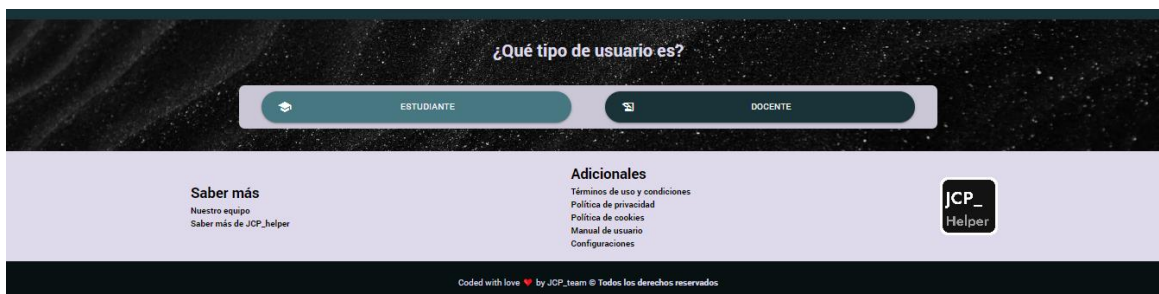 ¿Qué tipo de usuario es?
ESTUDIANTE
DOCENTE
Saber más
Nuestro equipo
Saber más de JCP_helper
Adicionales
Términos de uso y condiciones
Política de privacidad
Política de cookies
Manual de usuario
Configuraciones
JCP_
Helper
Coded with love ❤ by JCP_team © Todos los derechos reservados